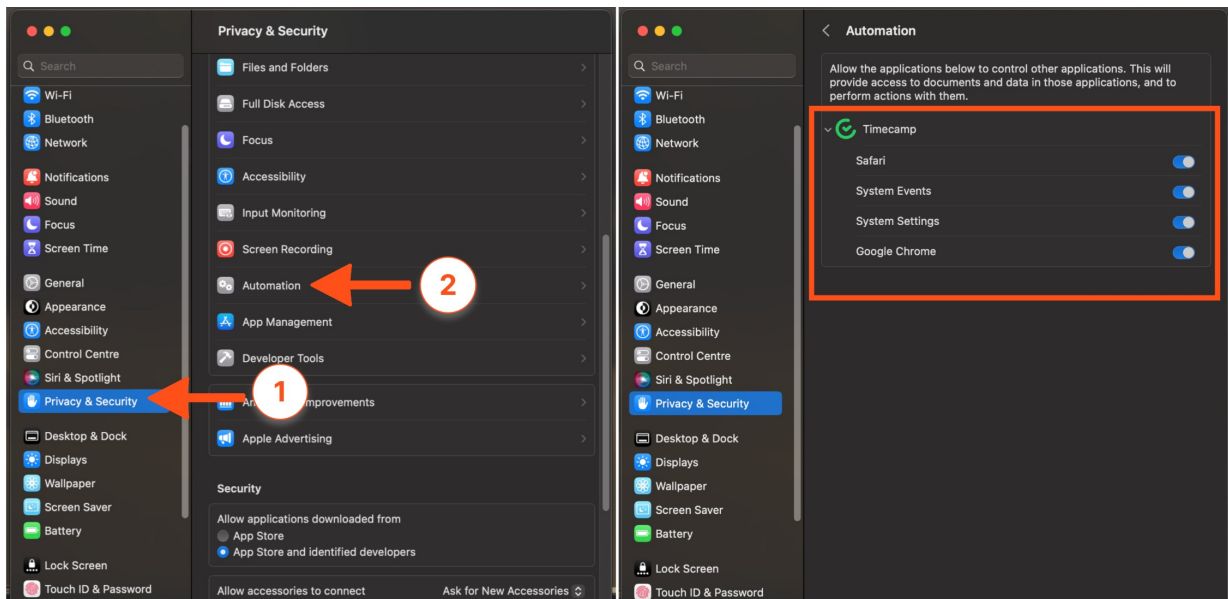 Privacy & Security
Search
Wi-Fi
Bluetooth
Network
Notifications
Sound
Focus
Screen Time
General
Appearance
Accessibility
Control Centre
Siri & Spotlight
Privacy & Security
Desktop & Dock
Displays
Wallpaper
Screen Saver
Battery
Lock Screen
Touch ID & Password
Files and Folders
Full Disk Access
Focus
Accessibility
Input Monitoring
Screen Recording
Automation
2
App Management
Developer Tools
1
mprovements
Apple Advertising
Security
Allow applications downloaded from
App Store
App Store and identified developers
Allow accessories to connect Ask for New Accessories
Automation
Search
Wi-Fi
Bluetooth
Network
Notifications
Sound
Focus
Screen Time
General
Appearance
Accessibility
Control Centre
Siri & Spotlight
Privacy & Security
Desktop & Dock
Displays
Wallpaper
Screen Saver
Battery
Lock Screen
Touch ID & Password
Allow the applications below to control other applications. This will
provide access to documents and data in those applications, and to
perform actions with them.
Timecamp
Safari
System Events
System Settings
Google Chrome